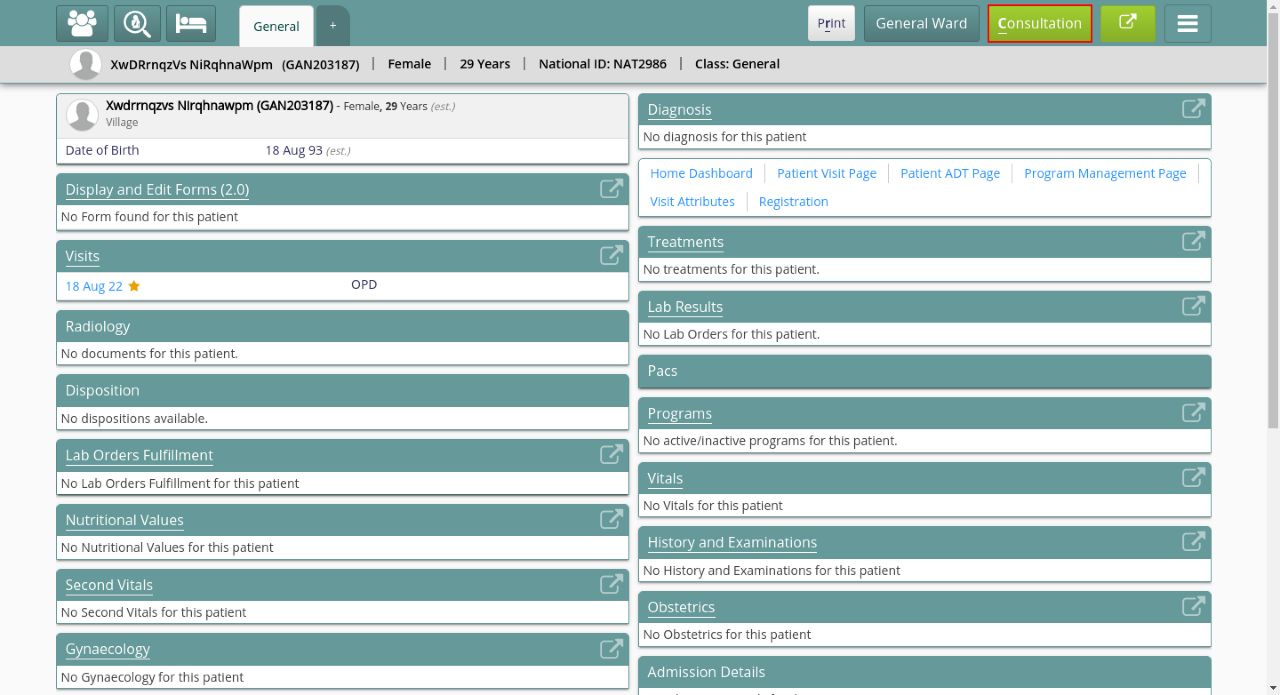 General
+
Print
General Ward
Consultation
XwDRrnqzVs NiRqhnaWpm (GAN203187) | Female | 29 Years | National ID: NAT2986 | Class: General
Xwdrrnqzvs Nirqhnawpm (GAN203187) - Female, 29 Years (est.)
Village
Date of Birth 18 Aug 93 (est.)
Display and Edit Forms (2.0)
No Form found for this patient
Visits
18 Aug 22 OPD
Radiology
No documents for this patient.
Disposition
No dispositions available.
Lab Orders Fulfillment
No Lab Orders Fulfillment for this patient
Nutritional Values
No Nutritional Values for this patient
Second Vitals
No Second Vitals for this patient
Gynaecology
No Gynaecology for this patient
Diagnosis
No diagnosis for this patient
Home Dashboard | Patient Visit Page | Patient ADT Page | Program Management Page |
Visit Attributes | Registration
Treatments
No treatments for this patient.
Lab Results
No Lab Orders for this patient.
Pacs
Programs
No active/inactive programs for this patient.
Vitals
No Vitals for this patient
History and Examinations
No History and Examinations for this patient
Obstetrics
No Obstetrics for this patient
Admission Details